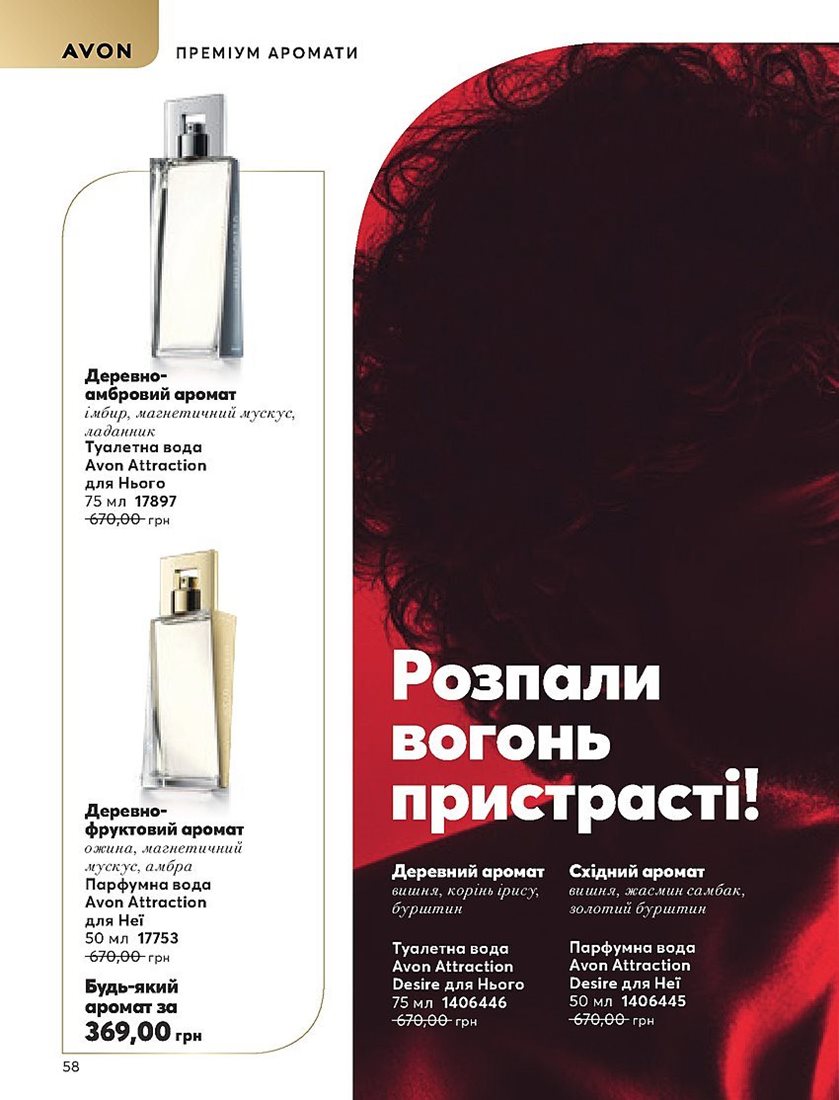 AVON
ПРЕМІУМ АРОМАТИ
Деревно-
амбровий аромат
імбир, магнетичний мускус,
ладанник
Туалетна вода
Avon Attraction
для Нього
75 мл 17897
670,00 грн
Деревно-
фруктовий аромат
ожина, магнетичний
мускус, амбра
Парфумна вода
Avon Attraction
для Неї
50 мл 17753
670,00 грн
Будь-який
аромат за
369,00 грн
58
Розпали
вогонь
пристрасті!
Деревний аромат
вишня, корінь ірису,
бурштин
Туалетна вода
Avon Attraction
Desire для Нього
75 мл 1406446
670,00 грн
Східний аромат
вишня, жасмин самбак,
золотий бурштин
Парфумна вода
Avon Attraction
Desire для Неї
50 мл 1406445
670,00 грн